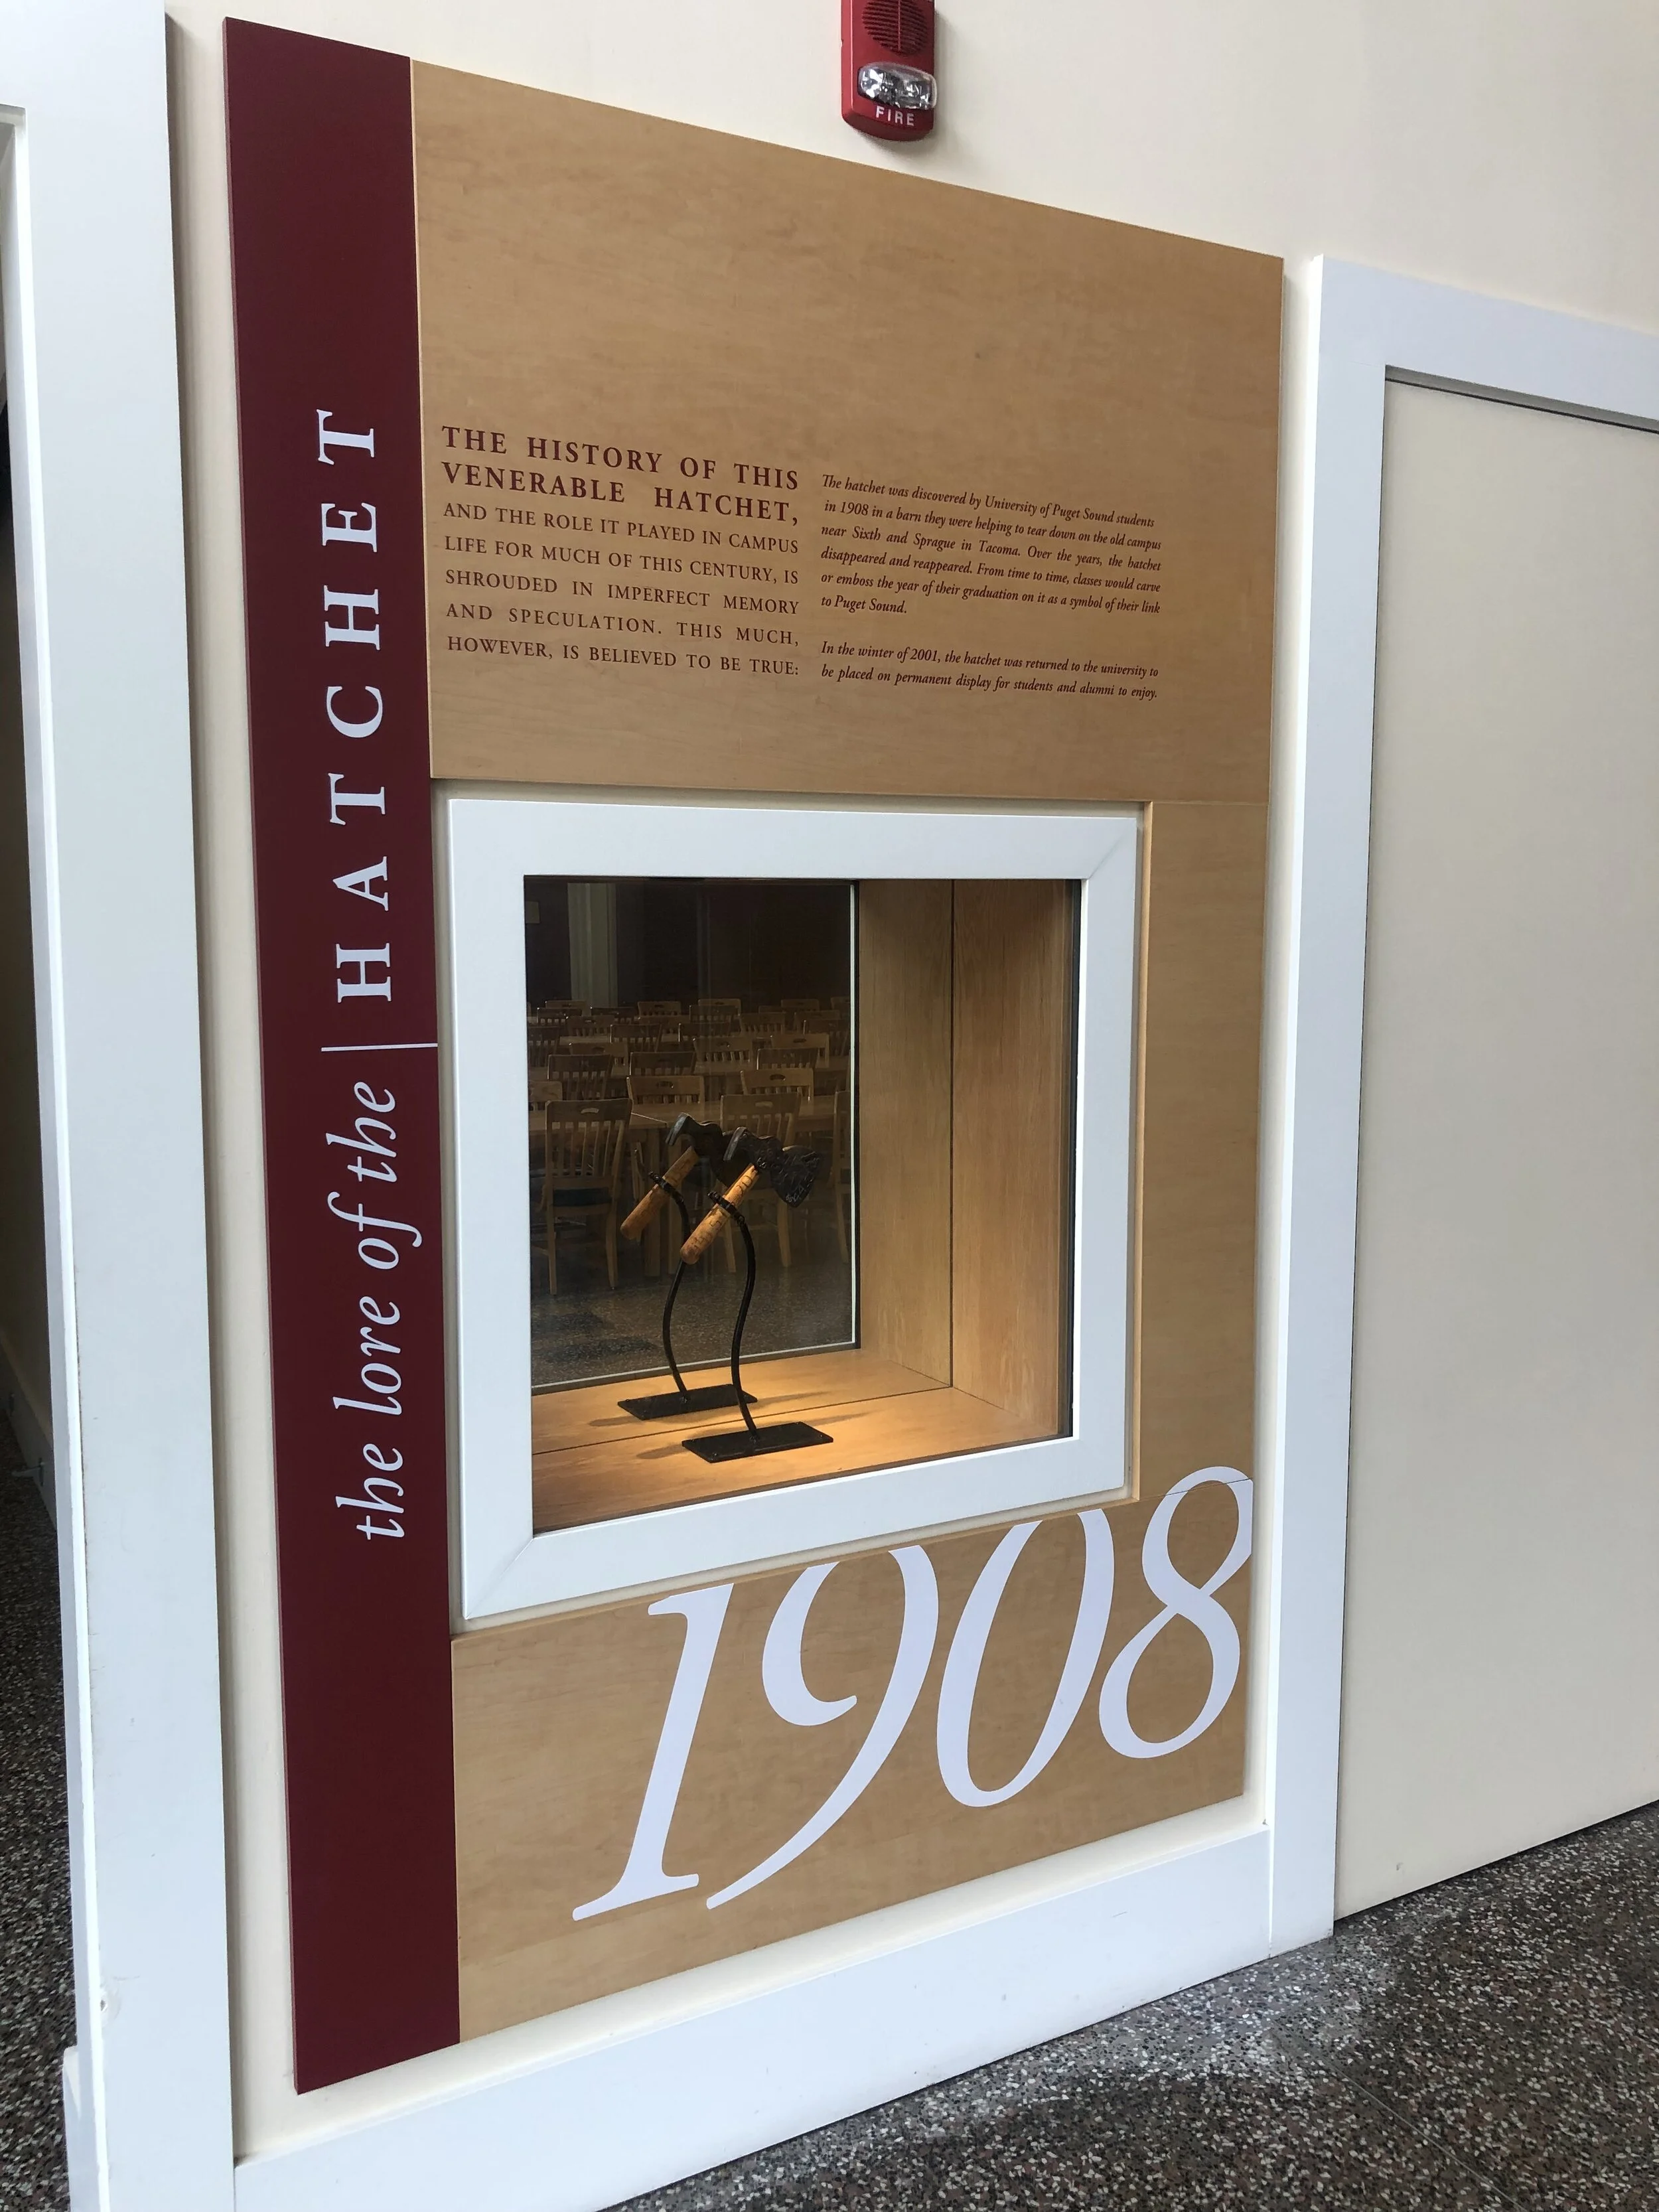 FIRE
the lore of the | HATCHET
THE HISTORY OF THIS
VENERABLE HATCHET,
AND THE ROLE IT PLAYED IN CAMPUS
LIFE FOR MUCH OF THIS CENTURY, IS
SHROUDED IN IMPERFECT MEMORY
AND SPECULATION. THIS MUCH,
HOWEVER, IS BELIEVED TO BE TRUE:
The hatchet was discovered by University of Puget Sound students
in 1908 in a barn they were helping to tear down on the old campus
near Sixth and Sprague in Tacoma. Over the years, the hatchet
disappeared and reappeared. From time to time, classes would carve
or emboss the year of their graduation on it as a symbol of their link
to Puget Sound.
In the winter of 2001, the hatchet was returned to the university to
be placed on permanent display for students and alumni to enjoy.
1908